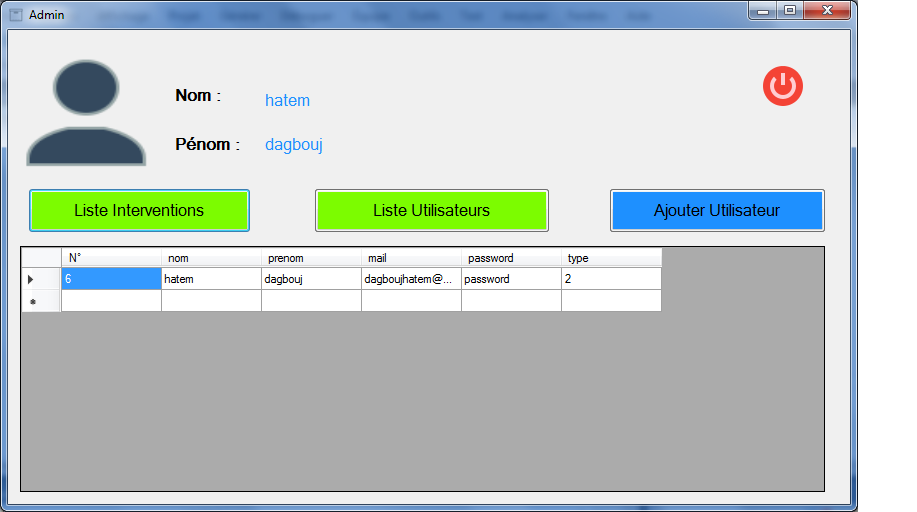 Admin
Nom :
hatem
Pénom :
dagbouj
Liste Interventions
Liste Utilisateurs
Ajouter Utilisateur
N° nom prenom mail password type
6 hatem dagbouj dagboujhatem@... password 2